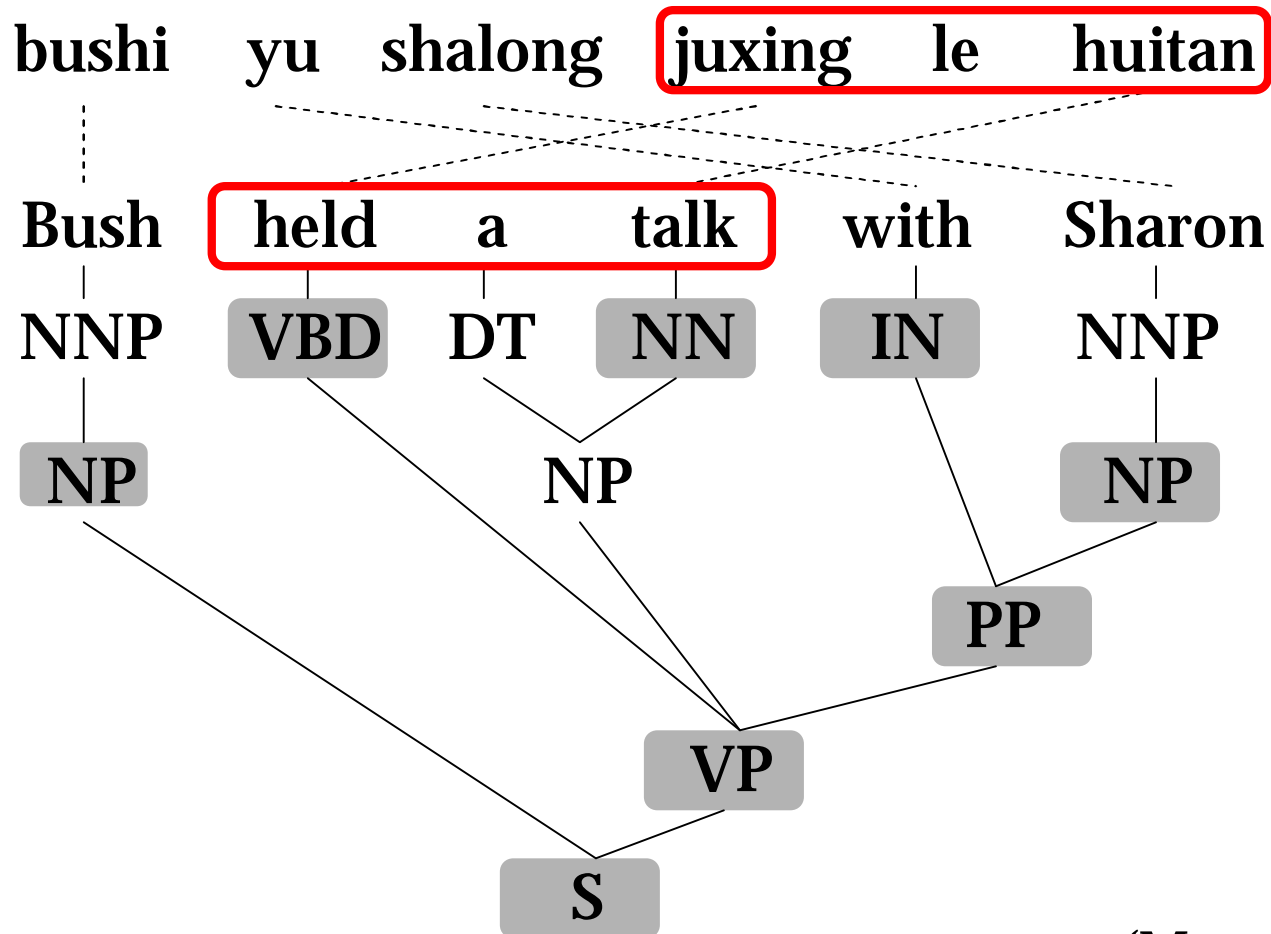 bushi yu shalong juxing le huitan
Bush held a talk with Sharon
NNP VBD DT NN IN NNP
NP NP NP
PP
VP
S